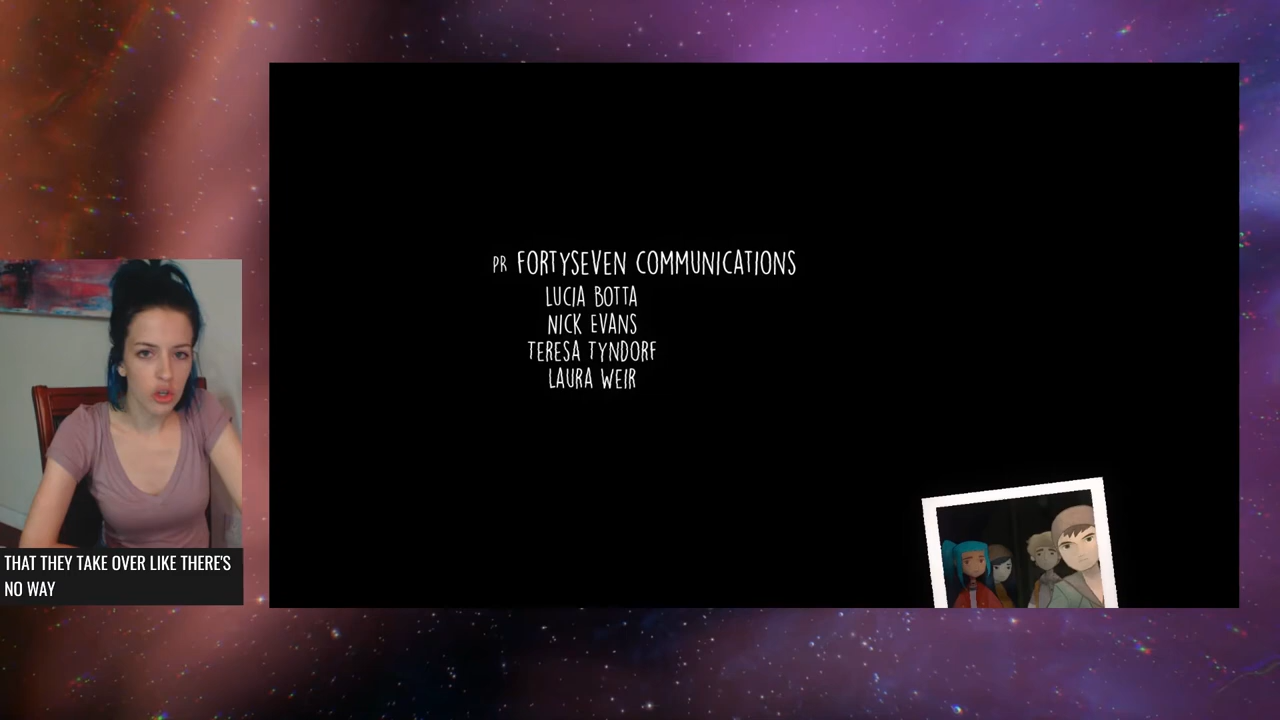 PR FORTYSEVEN COMMUNICATIONS
LUCIA BOTTA
NICK EVANS
TERESA TYNDORF
LAURA WEIR
THAT THEY TAKE OVER LIKE THERE'S
NO WAY